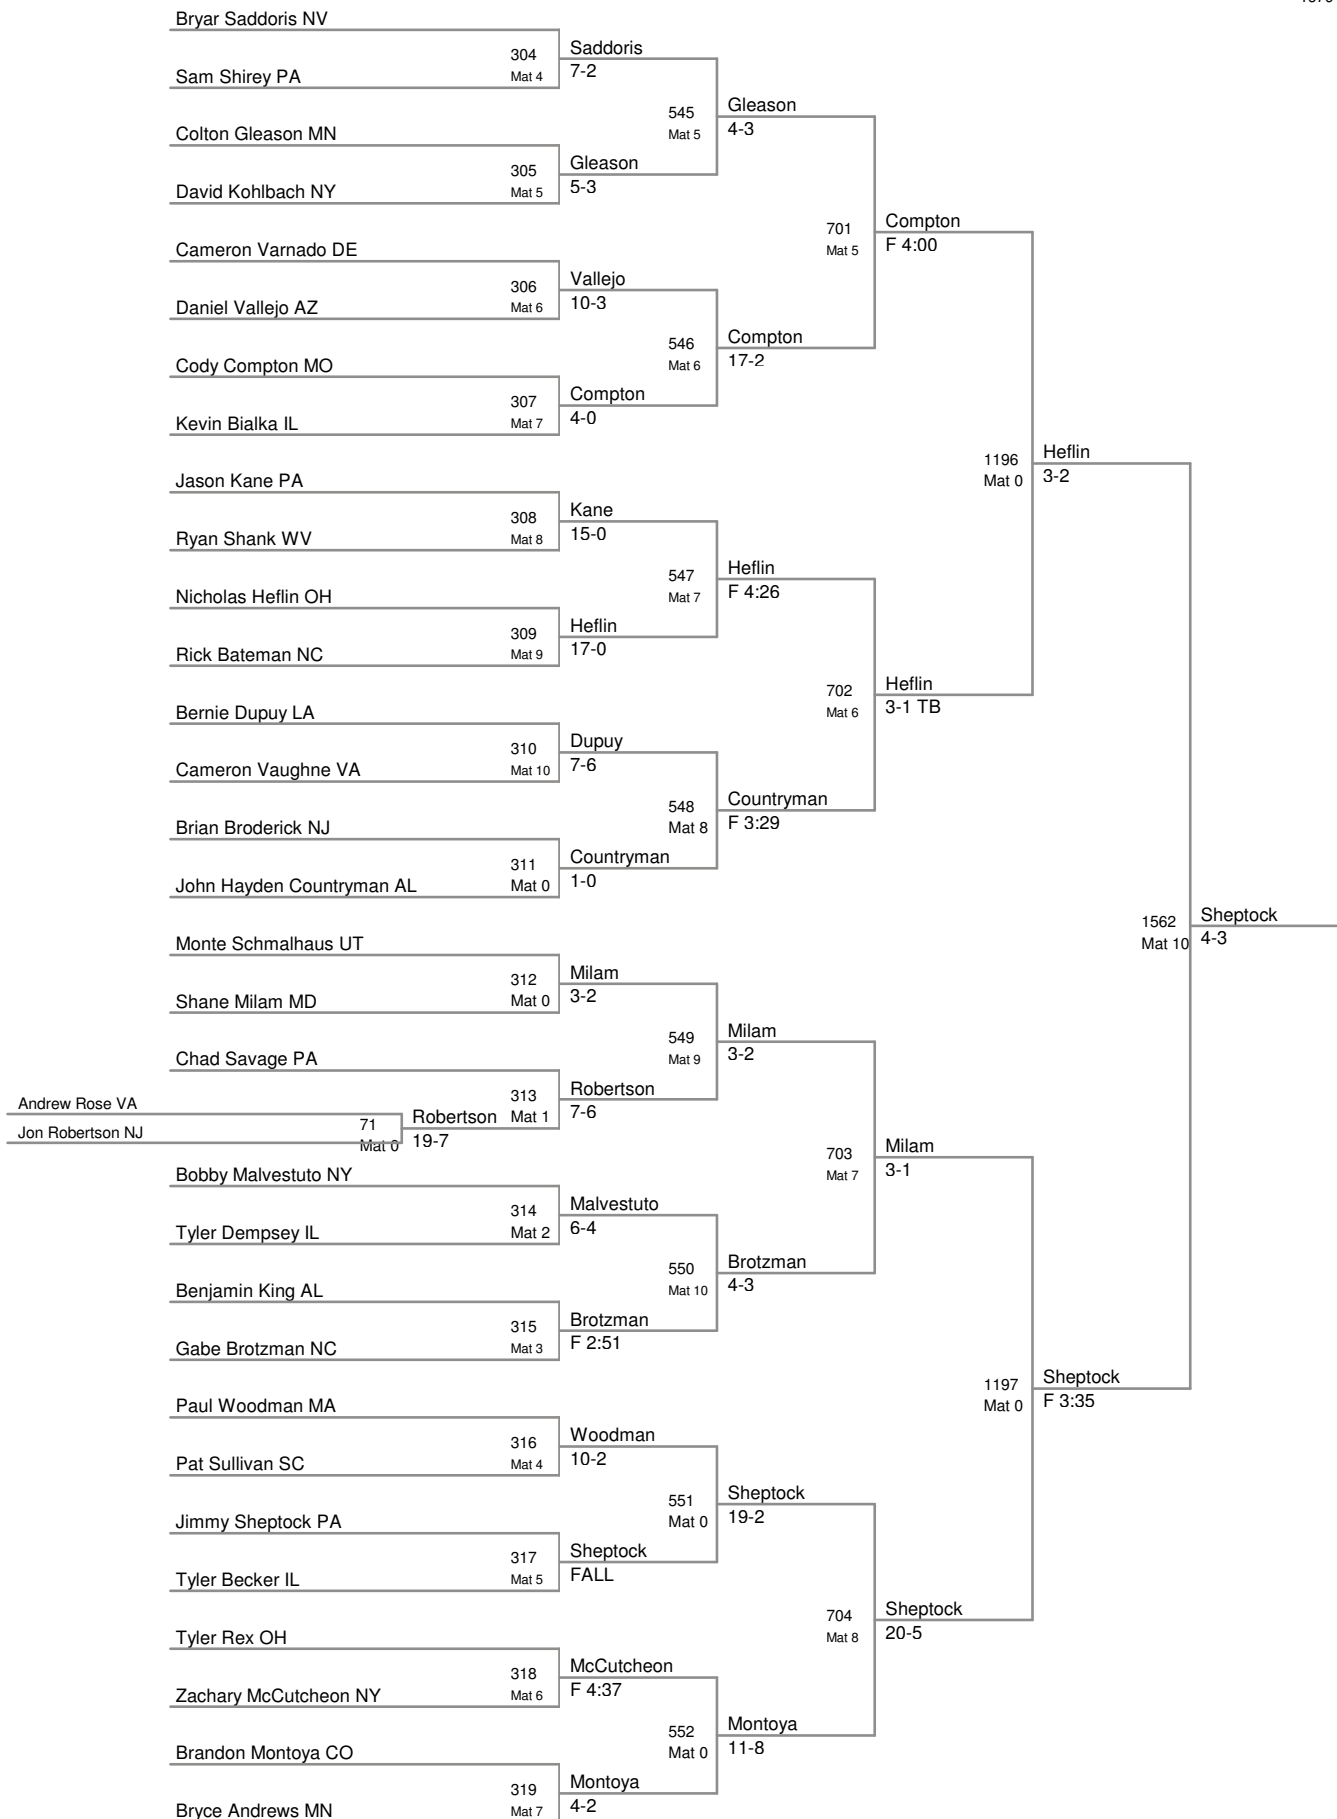 Bryar Saddoris NV
304 Saddoris
Sam Shirey PA Mat 4 7-2
545 Gleason
Mat 5 4-3
Colton Gleason MN
305 Gleason
David Kohlbach NY Mat 5 5-3
701 Compton
Mat 5 F 4:00
Cameron Varnado DE
306 Vallejo
Daniel Vallejo AZ Mat 6 10-3
546 Compton
Mat 6 17-2
Cody Compton MO
307 Compton
Kevin Bialka IL Mat 7 4-0
1196 Heflin
Mat 0 3-2
Jason Kane PA
308 Kane
Ryan Shank WV Mat 8 15-0
547 Heflin
Mat 7 F 4:26
Nicholas Heflin OH
309 Heflin
Rick Bateman NC Mat 9 17-0
702 Heflin
Mat 6 3-1 TB
Bernie Dupuy LA
310 Dupuy
Cameron Vaughne VA Mat 10 7-6
548 Countryman
Mat 8 F 3:29
Brian Broderick NJ
311 Countryman
John Hayden Countryman AL Mat 0 1-0
1562 Sheptock
Mat 10 4-3
Monte Schmalhaus UT
312 Milam
Shane Milam MD Mat 0 3-2
549 Milam
Mat 9 3-2
Chad Savage PA
313 Robertson
Andrew Rose VA
71 Robertson Mat 1 7-6
Jon Robertson NJ Mat 0 19-7
703 Milam
Mat 7 3-1
Bobby Malvestuto NY
314 Malvestuto
Tyler Dempsey IL Mat 2 6-4
550 Brotzman
Mat 10 4-3
Benjamin King AL
315 Brotzman
Gabe Brotzman NC Mat 3 F 2:51
1197 Sheptock
Mat 0 F 3:35
Paul Woodman MA
316 Woodman
Pat Sullivan SC Mat 4 10-2
551 Sheptock
Mat 0 19-2
Jimmy Sheptock PA
317 Sheptock
Tyler Becker IL Mat 5 FALL
704 Sheptock
Mat 8 20-5
Tyler Rex OH
318 McCutcheon
Zachary McCutcheon NY Mat 6 F 4:37
552 Montoya
Mat 0 11-8
Brandon Montoya CO
319 Montoya
Bryce Andrews MN Mat 7 4-2